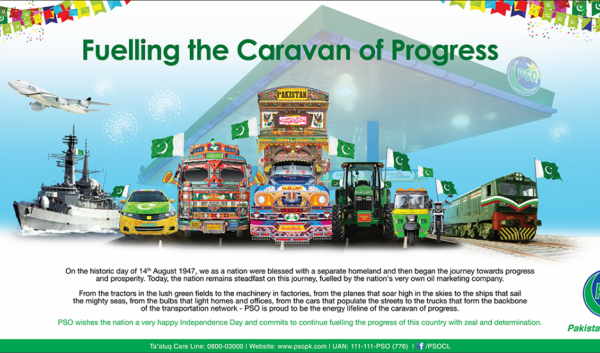 Fuelling the Caravan of Progress
PSO
PAKISTAN
On the historic day of 14th August 1947, we as a nation were blessed with a separate homeland and then began the journey towards progress
and prosperity. Today, the nation remains steadfast on this journey, fuelled by the nation's very own oil marketing company.
From the tractors in the lush green fields to the machinery in factories, from the planes that soar high in the skies to the ships that sail
the mighty seas, from the bulbs that light homes and offices, from the cars that populate the streets to the trucks that form the backbone
of the transportation network - PSO is proud to be the energy lifeline of the caravan of progress.
PSO wishes the nation a very happy Independence Day and commits to continue fuelling the progress of this country with zeal and determination.
Pakista
Ta'aluq Care Line: 0800-03000 | Website: www.psopk.com | UAN: 111-111-PSO (776) | f /PSOCL